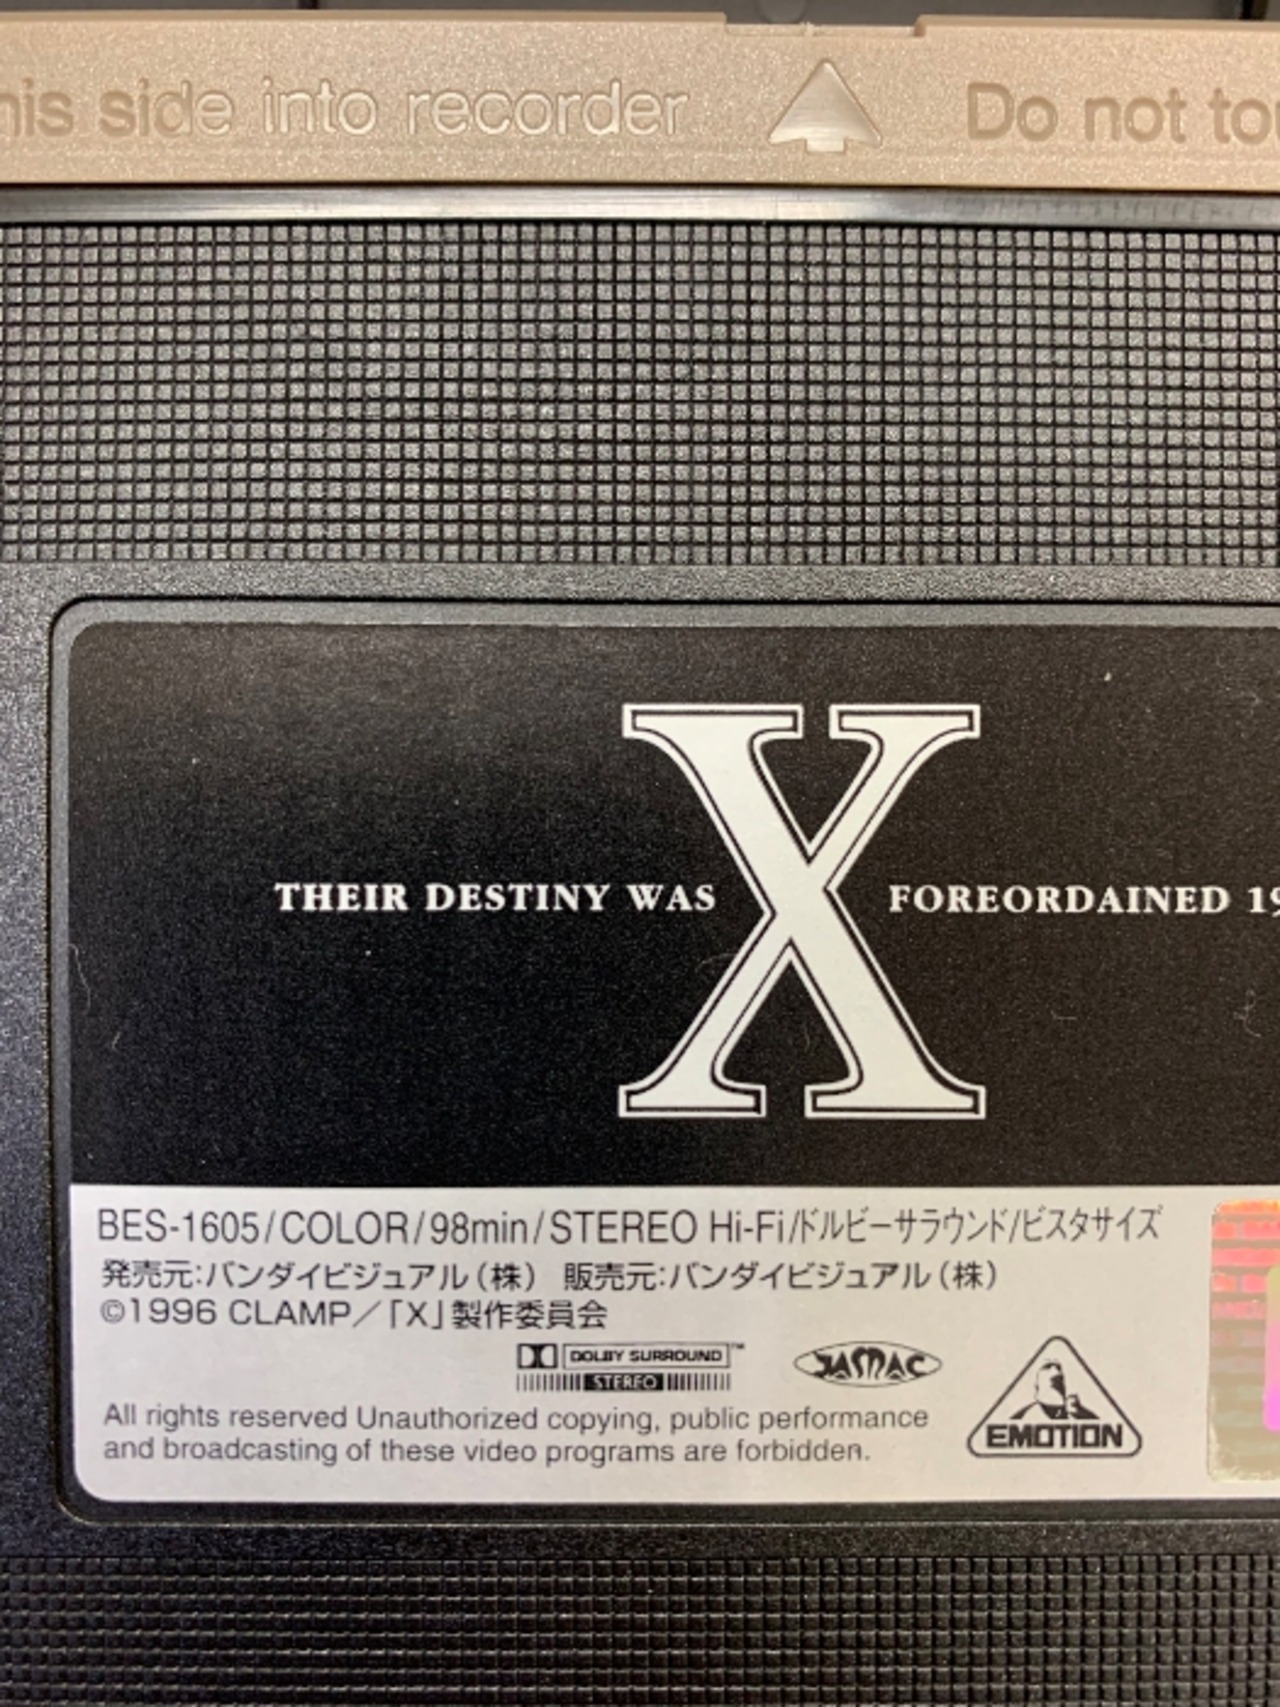 his side into recorder Do not to
THEIR DESTINY WAS X FOREORDAINED 19
BES-1605/COLOR/98min/STEREO Hi-Fi/ドルビーサラウンド/ビスタサイズ
発売元:バンダイビジュアル(株) 販売元:バンダイビジュアル(株)
©1996 CLAMP/「X」製作委員会
DOLBY SURROUND™
STEREO
JAMMAC
EMOTION
All rights reserved Unauthorized copying, public performance
and broadcasting of these video programs are forbidden.